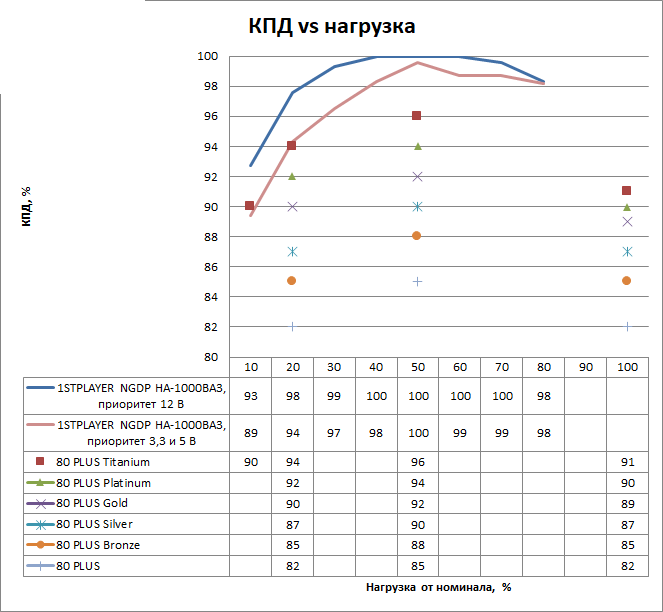 КПД vs нагрузка
КПД, %
100
98
96
94
92
90
88
86
84
82
80
10 20 30 40 50 60 70 80 90 100
1STPLAYER NGDP HA-1000BA3, приоритет 12 В 93 98 99 100 100 100 100 98
1STPLAYER NGDP HA-1000BA3, приоритет 3,3 и 5 В 89 94 97 98 100 99 99 98
80 PLUS Titanium 90 94 96 91
80 PLUS Platinum 92 94 90
80 PLUS Gold 90 92 89
80 PLUS Silver 87 90 87
80 PLUS Bronze 85 88 85
80 PLUS 82 85 82
Нагрузка от номинала, %